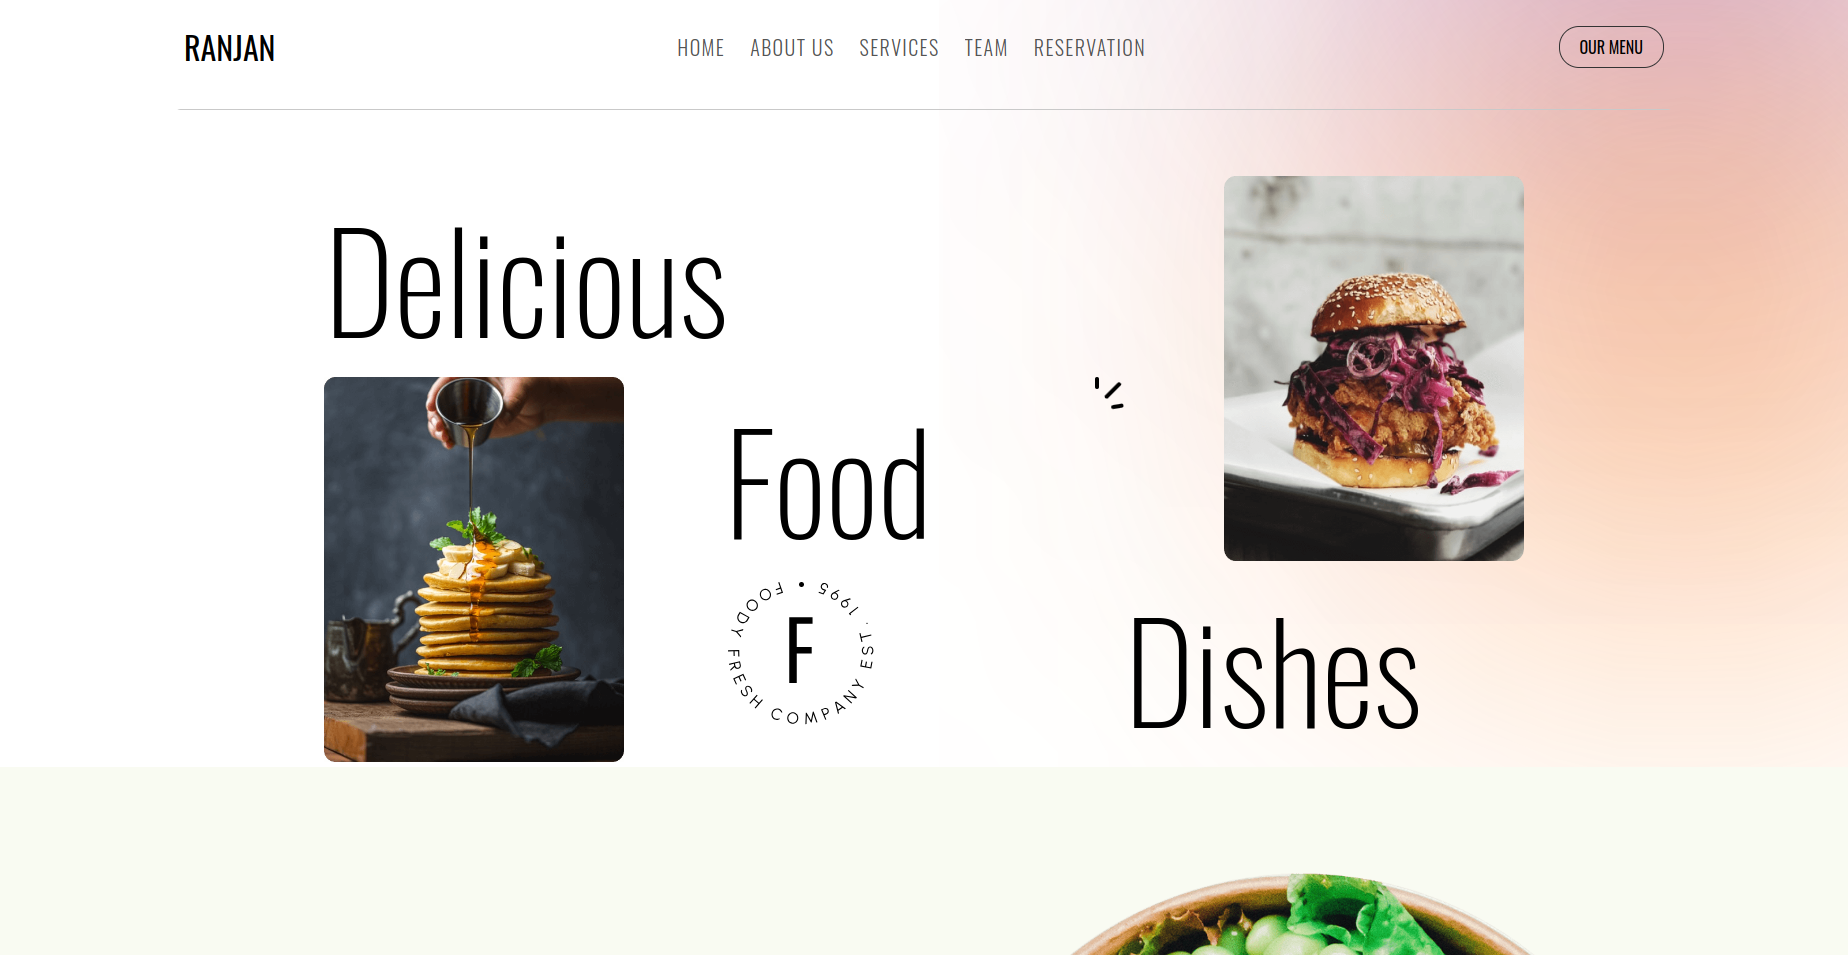 RANJAN
HOME ABOUT US SERVICES TEAM RESERVATION
OUR MENU
Delicious
Food
FOODY FRESH COMPANY EST . 1995 •
F
Dishes